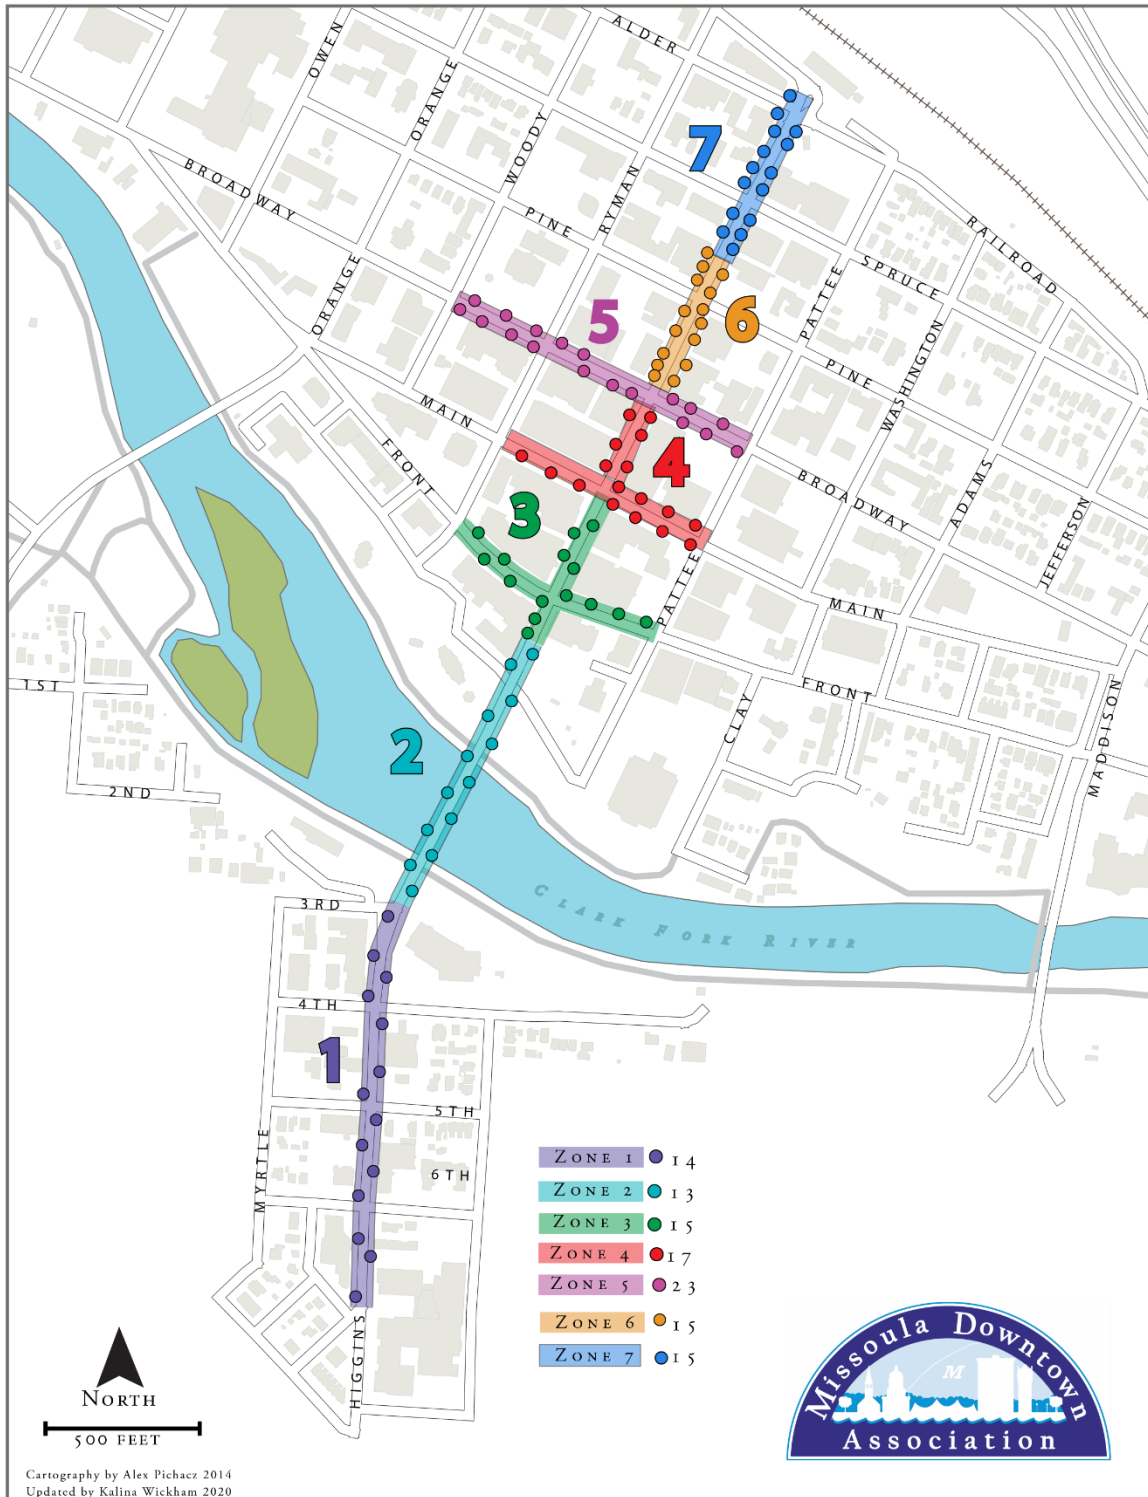 ALDER
OWEN
ORANGE
WOODY
7
BROADWAY
RYMAN
PINE
RAILROAD
SPRUCE
PATTEE
ORANGE
5
6
WASHINGTON
PINE
MAIN
FRONT
4
BROADWAY
ADAMS
3
JEFFERSON
PATTEE
MAIN
1ST
FRONT
CLAY
MADDISON
2
2ND
3RD
CLARK FORK RIVER
4TH
1
5TH
MYRTLE
6TH
HIGGINS
ZONE 1 14
ZONE 2 13
ZONE 3 15
ZONE 4 17
ZONE 5 23
ZONE 6 15
ZONE 7 15
NORTH
500 FEET
Missoula Downtown
M
Association
Cartography by Alex Pichacz 2014
Updated by Kalina Wickham 2020